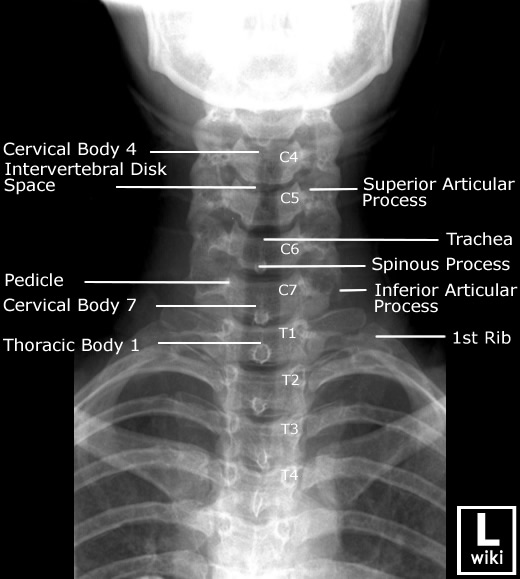 Cervical Body 4
Intervertebral Disk
Space
Pedicle
Cervical Body 7
Thoracic Body 1
C4
C5
C6
C7
T1
T2
T3
T4
Superior Articular
Process
Trachea
Spinous Process
Inferior Articular
Process
1st Rib
L
wiki